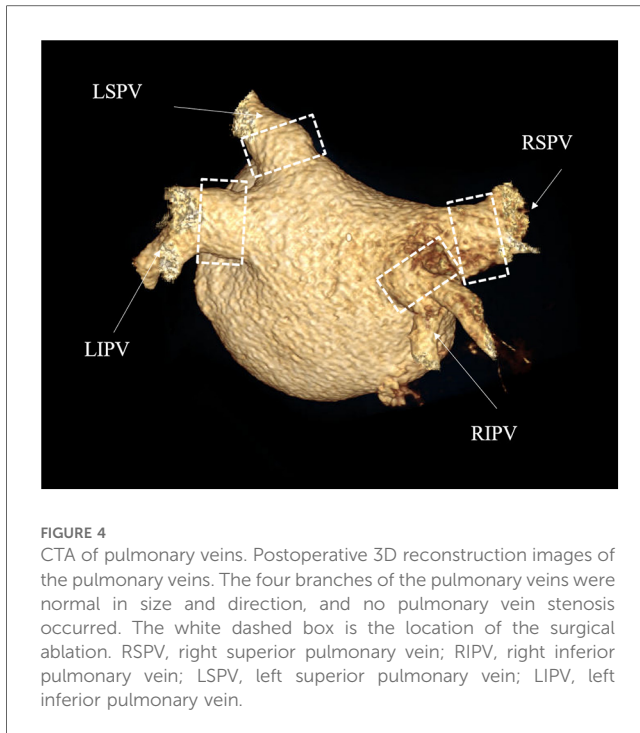 LSPV
RSPV
LIPV
RIPV
FIGURE 4
CTA of pulmonary veins. Postoperative 3D reconstruction images of
the pulmonary veins. The four branches of the pulmonary veins were
normal in size and direction, and no pulmonary vein stenosis
occurred. The white dashed box is the location of the surgical
ablation. RSPV, right superior pulmonary vein; RIPV, right inferior
pulmonary vein; LSPV, left superior pulmonary vein; LIPV, left
inferior pulmonary vein.